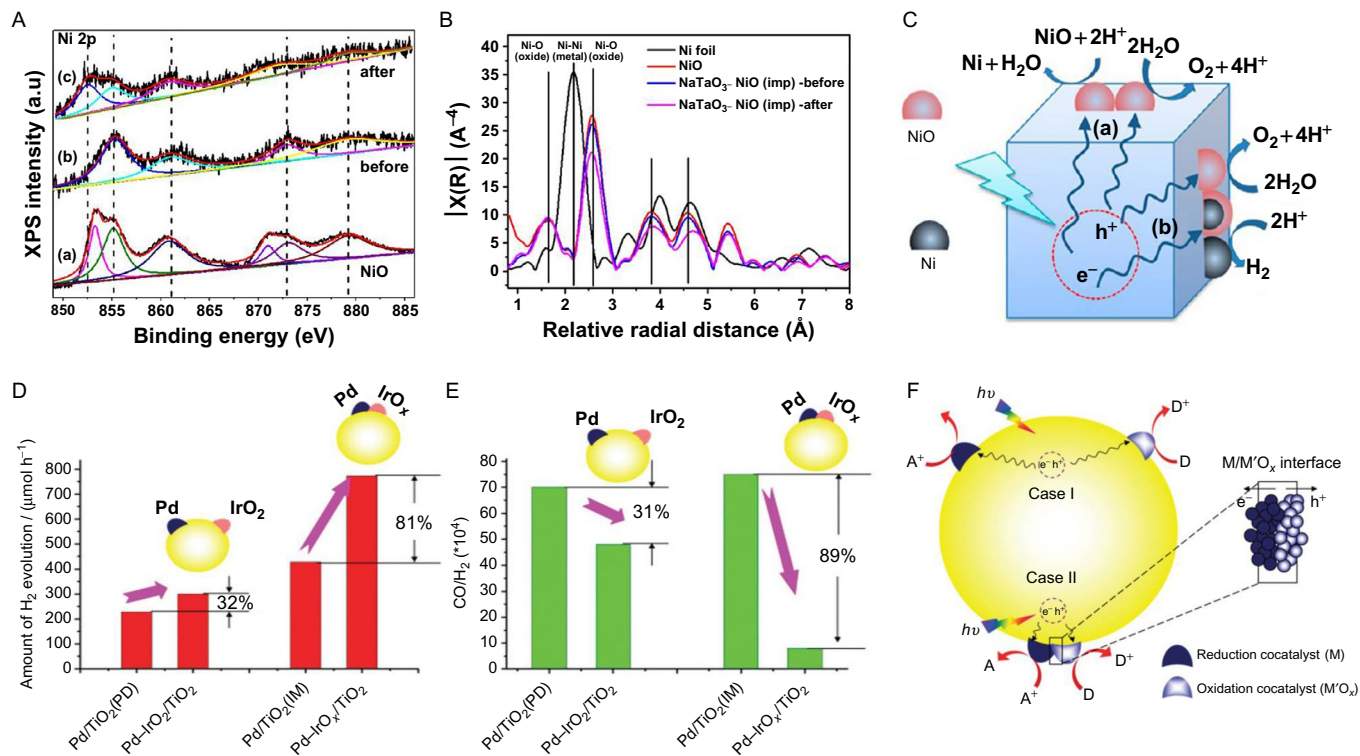 A
Ni 2p
(c)
after
(b)
before
(a)
NiO
XPS intensity (a.u)
850 855 860 865 870 875 880 885
Binding energy (eV)
B
Ni-O (oxide)
Ni-Ni (metal)
Ni-O (oxide)
Ni foil
NiO
NaTaO₃– NiO (imp) -before
NaTaO₃– NiO (imp) -after
|X(R)| (A⁻⁴)
40
35
30
25
20
15
10
5
0
1 2 3 4 5 6 7 8
Relative radial distance (Å)
C
NiO + 2H⁺
Ni + H₂O
2H₂O
O₂ + 4H⁺
NiO
Ni
(a)
(b)
h⁺
e⁻
O₂ + 4H⁺
2H₂O
2H⁺
H₂
D
Amount of H₂ evolution / (μmol h⁻¹)
800
700
600
500
400
300
200
100
0
Pd
IrO₂
32%
Pd
IrOₓ
81%
Pd/TiO₂(PD)
Pd–IrO₂/TiO₂
Pd/TiO₂(IM)
Pd–IrOₓ/TiO₂
E
CO/H₂ (*10⁴)
80
70
60
50
40
30
20
10
0
Pd
IrO₂
31%
Pd
IrOₓ
89%
Pd/TiO₂(PD)
Pd–IrO₂/TiO₂
Pd/TiO₂(IM)
Pd–IrOₓ/TiO₂
F
hυ
A⁺
D⁺
D
e⁻ h⁺
Case I
M/M′Oₓ interface
e⁻
h⁺
Case II
e⁻ h⁺
hυ
A
A⁺
D
D⁺
Reduction cocatalyst (M)
Oxidation cocatalyst (M′Oₓ)